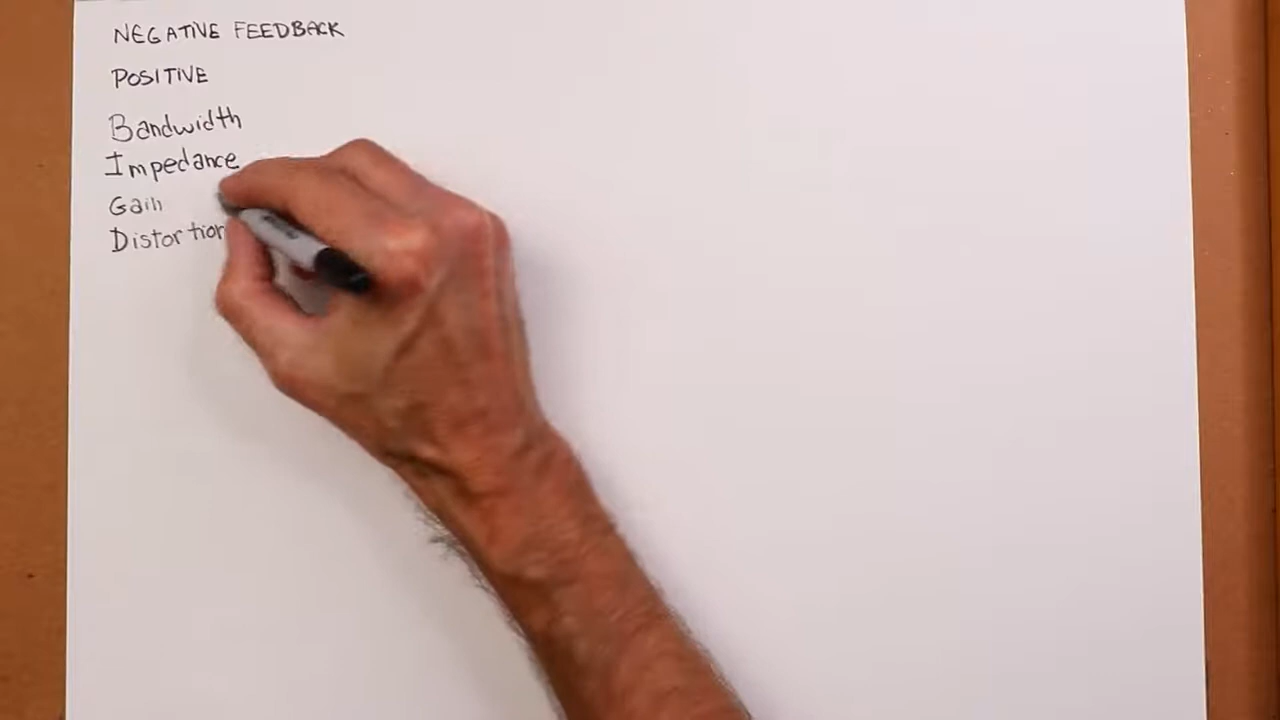 NEGATIVE FEEDBACK
POSITIVE
Bandwidth
Impedance
Gain
Distortion